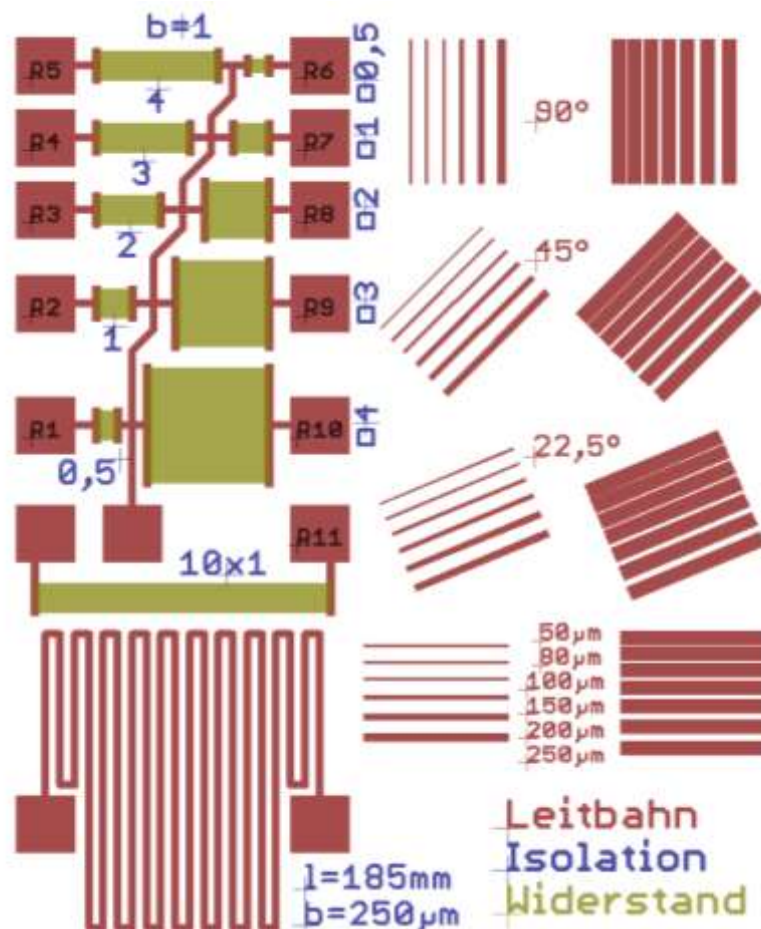 b=1
R5
R6
□0,5
4
R4
R7
□1
3
R3
R8
□2
2
R2
R9
□3
1
R1
R10
□4
0,5
R11
10x1
90°
45°
22,5°
50µm
80µm
100µm
150µm
200µm
250µm
l=185mm
b=250µm
Leitbahn
Isolation
Widerstand